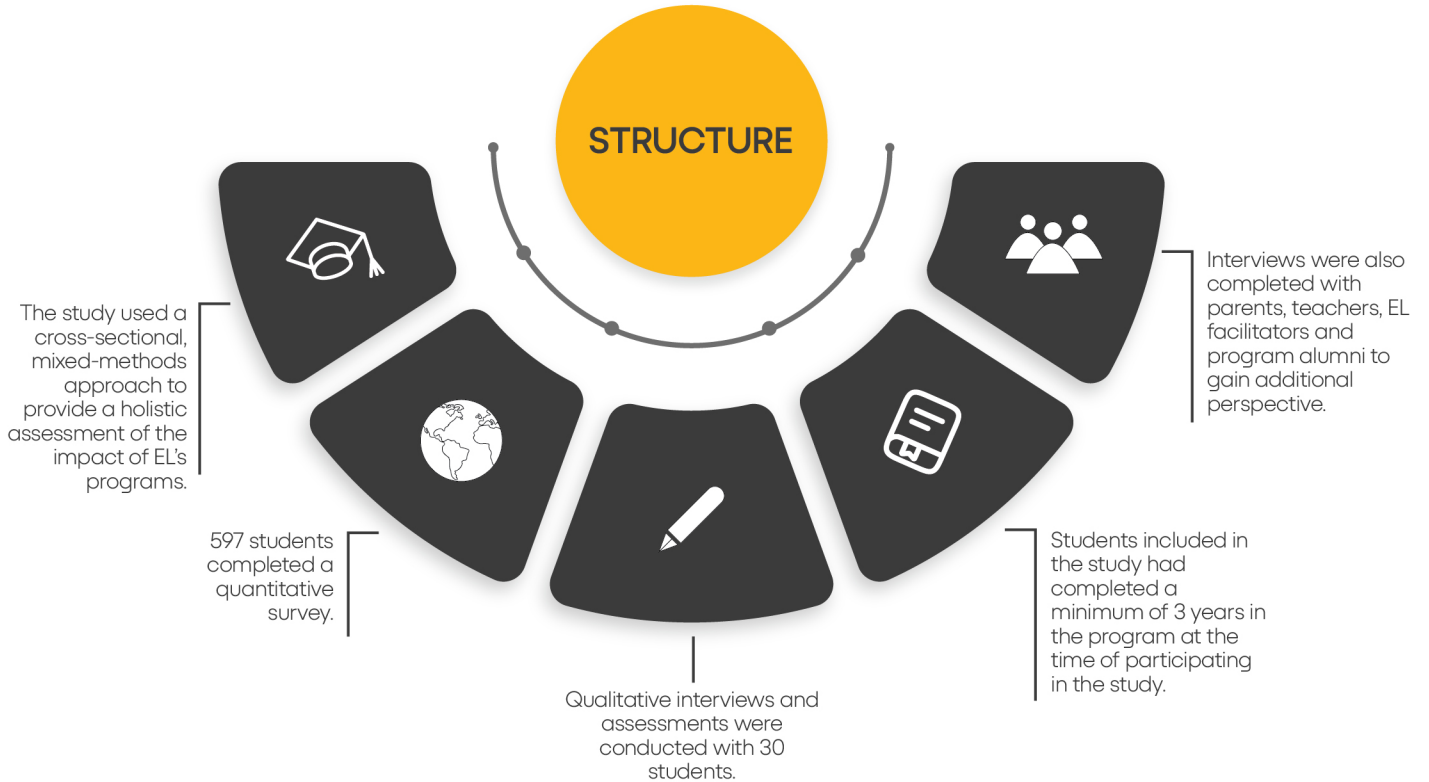 STRUCTURE
The study used a
cross-sectional,
mixed-methods
approach to
provide a holistic
assessment of the
impact of EL’s
programs.
597 students
completed a
quantitative
survey.
Qualitative interviews and
assessments were
conducted with 30
students.
Students included in
the study had
completed a
minimum of 3 years in
the program at the
time of participating
in the study.
Interviews were also
completed with
parents, teachers, EL
facilitators and
program alumni to
gain additional
perspective.